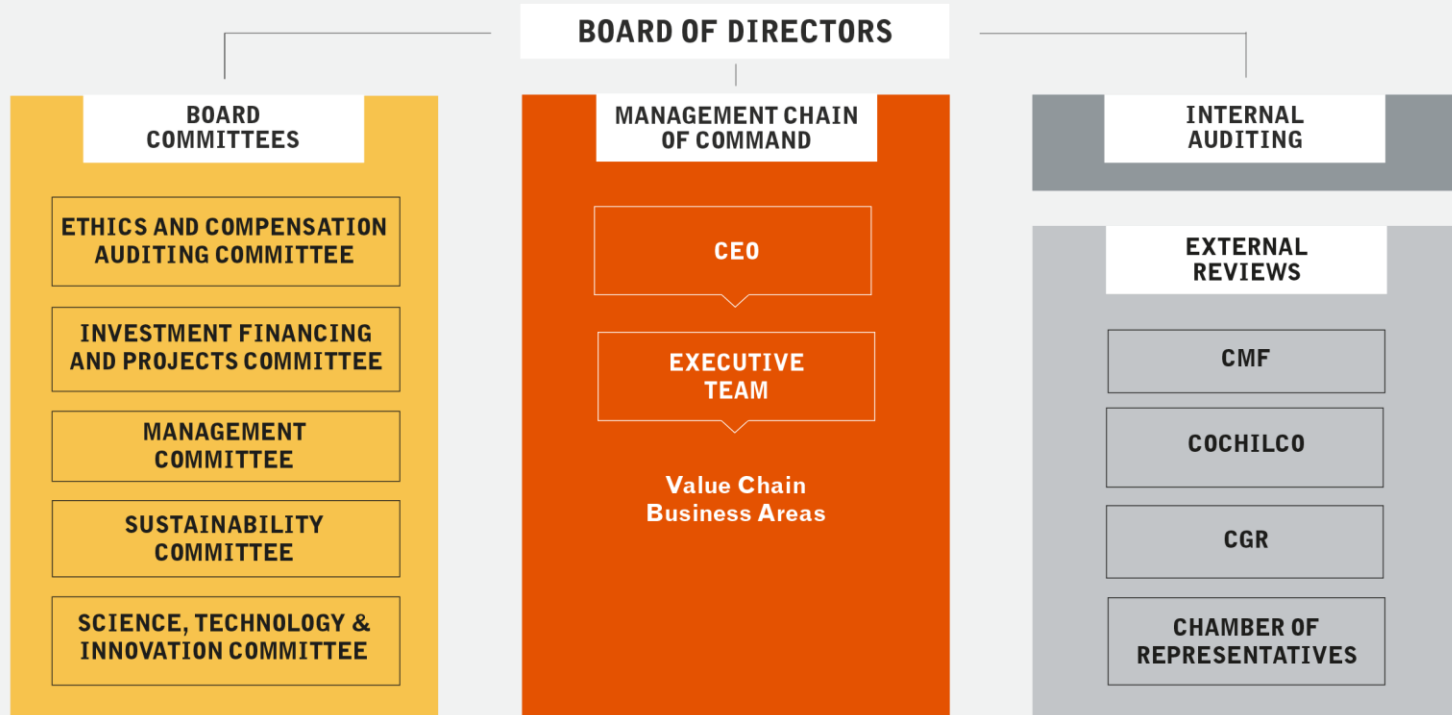 BOARD OF DIRECTORS
BOARD
COMMITTEES
ETHICS AND COMPENSATION
AUDITING COMMITTEE
INVESTMENT FINANCING
AND PROJECTS COMMITTEE
MANAGEMENT
COMMITTEE
SUSTAINABILITY
COMMITTEE
SCIENCE, TECHNOLOGY &
INNOVATION COMMITTEE
MANAGEMENT CHAIN
OF COMMAND
CEO
EXECUTIVE
TEAM
Value Chain
Business Areas
INTERNAL
AUDITING
EXTERNAL
REVIEWS
CMF
COCHILCO
CGR
CHAMBER OF
REPRESENTATIVES